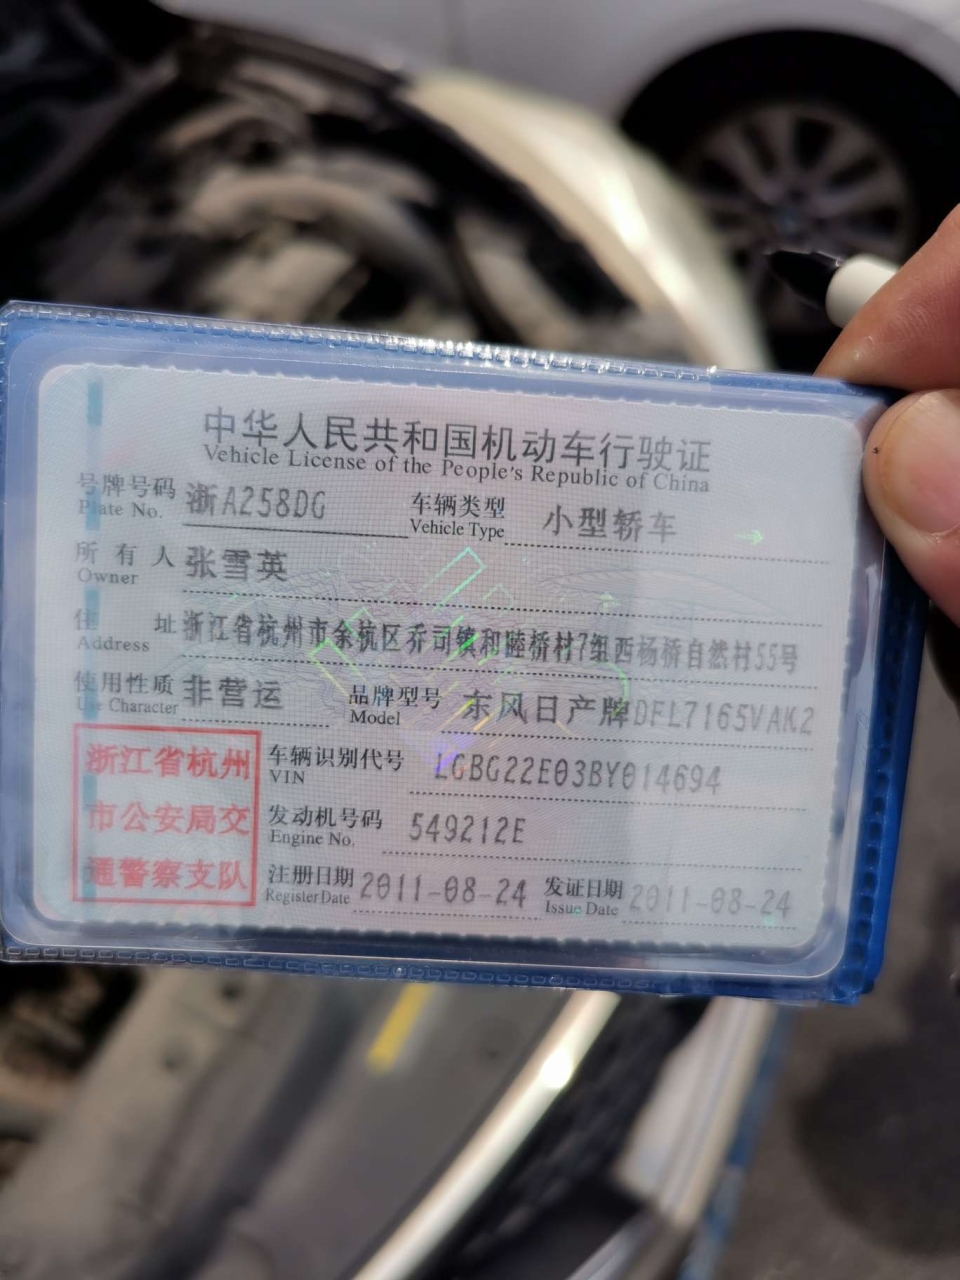 中华人民共和国机动车行驶证
Vehicle License of the People's Republic of China
号牌号码 浙A258DG 车辆类型 小型轿车
Plate No. Vehicle Type
所有人 张雪英
Owner
住址 浙江省杭州市余杭区乔司镇和睦桥村7组西杨桥自然村55号
Address
使用性质 非营运 品牌型号 东风日产牌DFL7165VAK2
Use Character Model
浙江省杭州
市公安局交
通警察支队
车辆识别代号 LGBG22E03BY014694
VIN
发动机号码 549212E
Engine No.
注册日期 2011-08-24 发证日期 2011-08-24
Register Date Issue Date